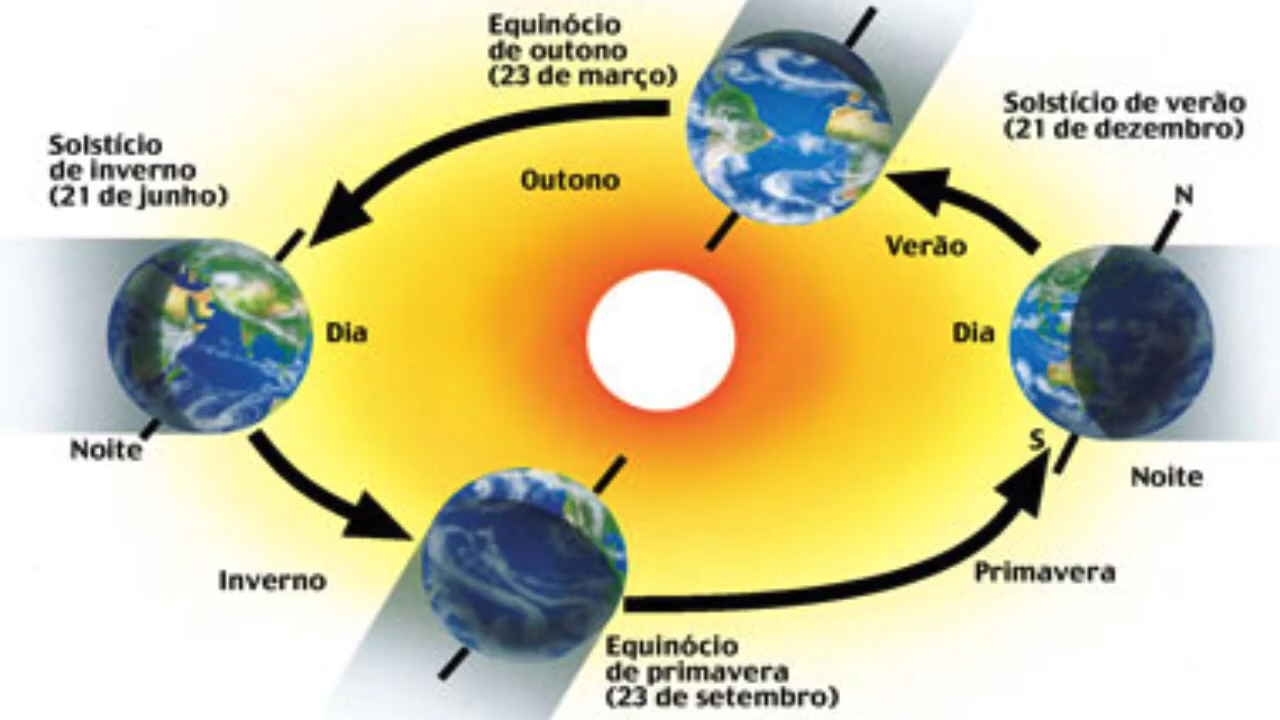 Equinócio
de outono
(23 de março)
Solstício de verão
(21 de dezembro)
Solstício
de inverno
(21 de junho)
Outono
N
Verão
Dia
Dia
S
Noite
Noite
Inverno
Primavera
Equinócio
de primavera
(23 de setembro)